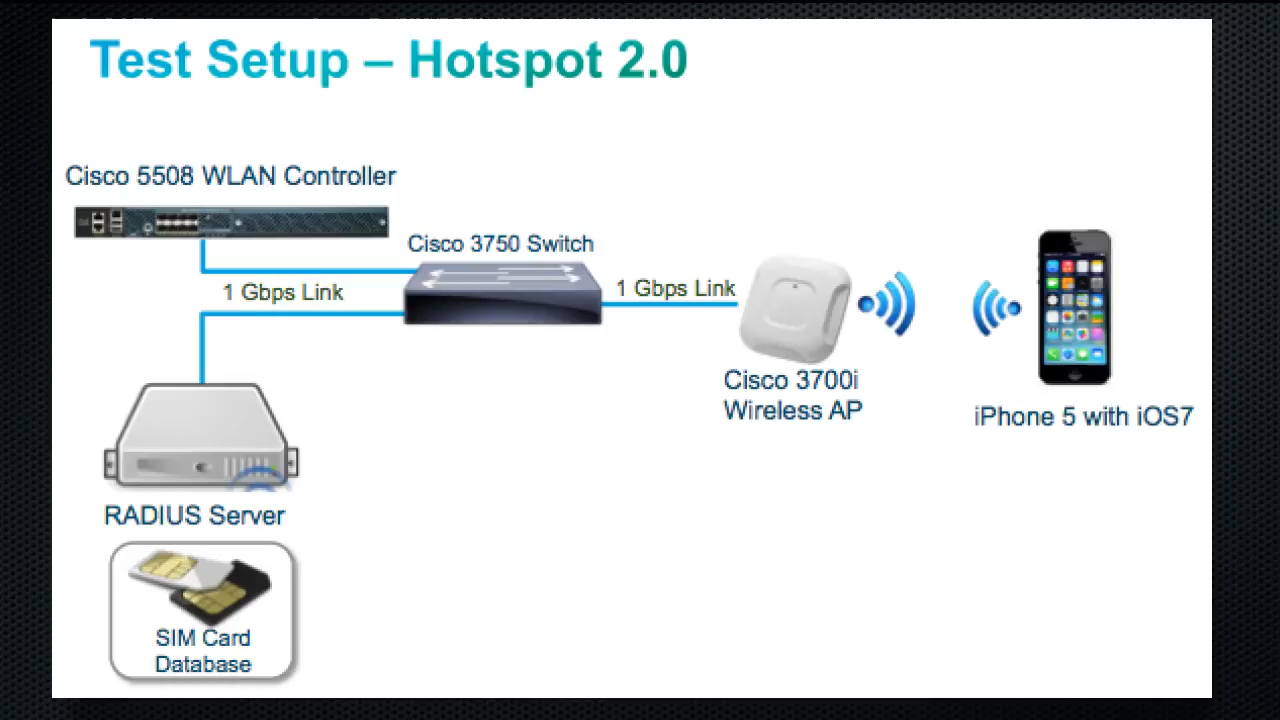 Test Setup – Hotspot 2.0
Cisco 5508 WLAN Controller
Cisco 3750 Switch
1 Gbps Link
1 Gbps Link
Cisco 3700i
Wireless AP
iPhone 5 with iOS7
RADIUS Server
SIM Card
Database